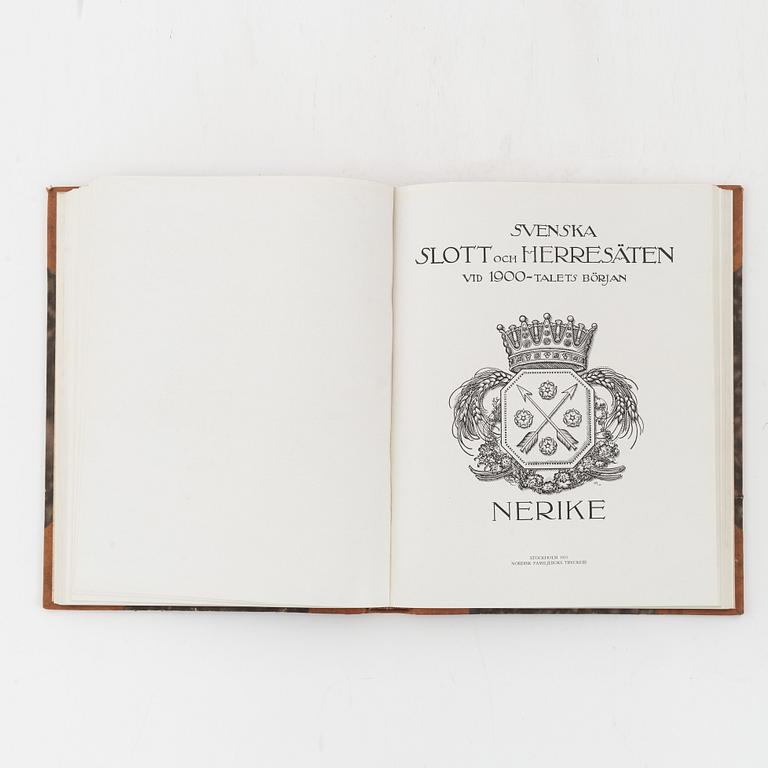 SVENSKA
SLOTT OCH HERRESÄTEN
VID 1900-TALETS BÖRJAN
NERIKE
STOCKHOLM
NORDISK FAMILJEBOKS TRYCKERI